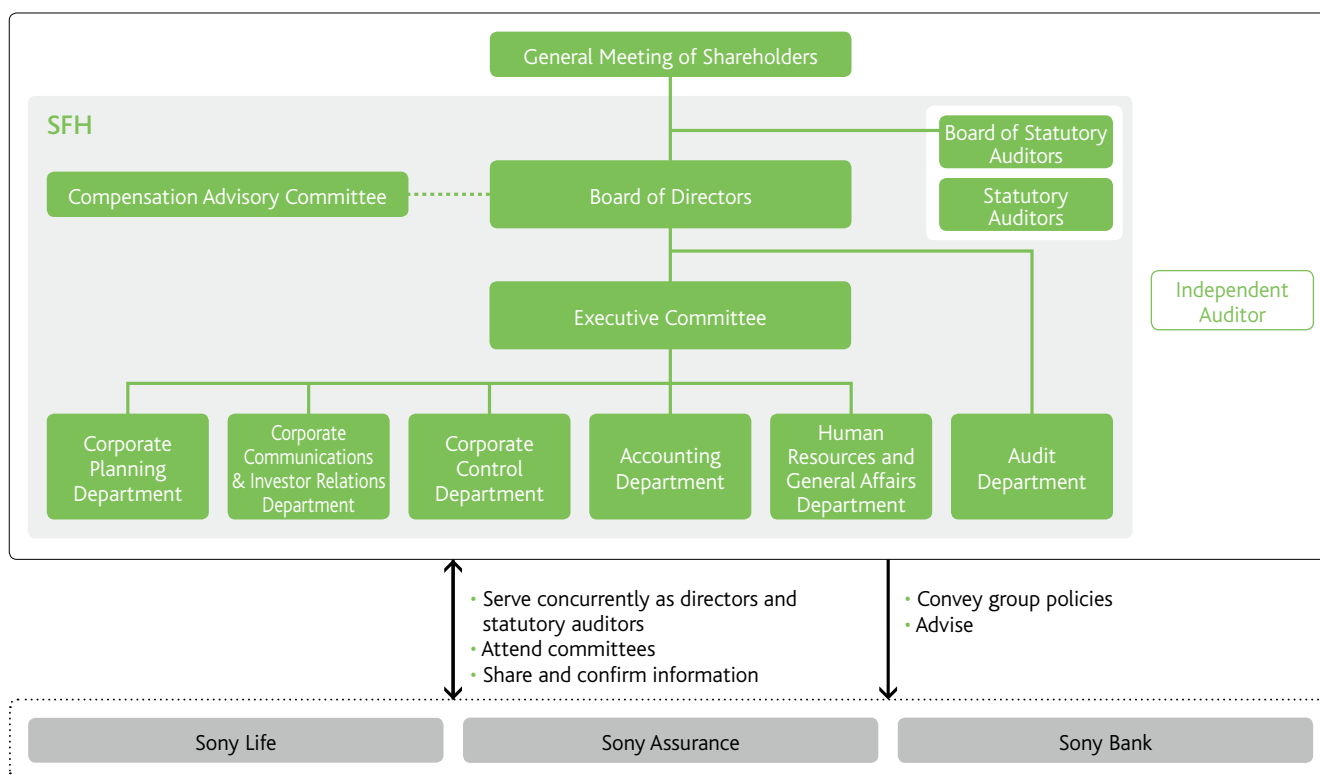 General Meeting of Shareholders
SFH
Board of Statutory
Auditors
Compensation Advisory Committee
Board of Directors
Statutory
Auditors
Independent
Auditor
Executive Committee
Corporate
Planning
Department
Corporate
Communications
& Investor Relations
Department
Corporate
Control
Department
Accounting
Department
Human
Resources and
General Affairs
Department
Audit
Department
• Serve concurrently as directors and
statutory auditors
• Attend committees
• Share and confirm information
• Convey group policies
• Advise
Sony Life
Sony Assurance
Sony Bank